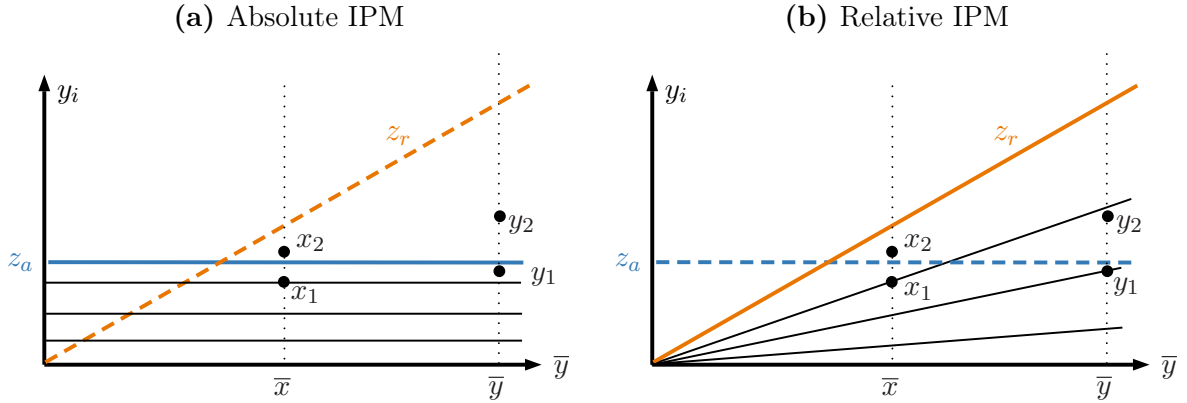 (a) Absolute IPM
y_i
z_r
z_a
x_2
x_1
y_2
y_1
x̅
y̅
y̅
(b) Relative IPM
y_i
z_r
z_a
x_2
x_1
y_2
y_1
x̅
y̅
y̅